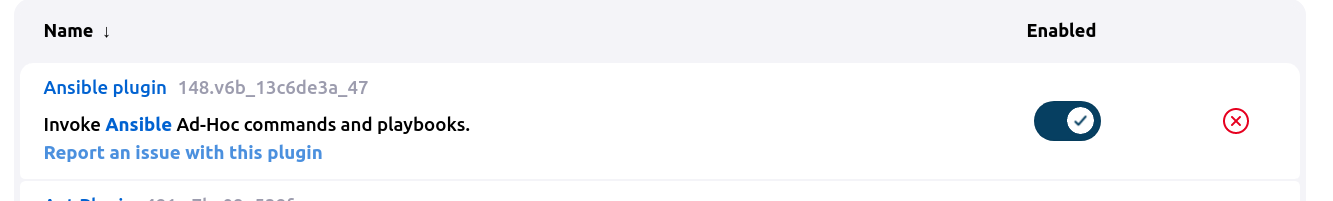 Name ↓ Enabled
Ansible plugin 148.v6b_13c6de3a_47
Invoke Ansible Ad-Hoc commands and playbooks.
Report an issue with this plugin